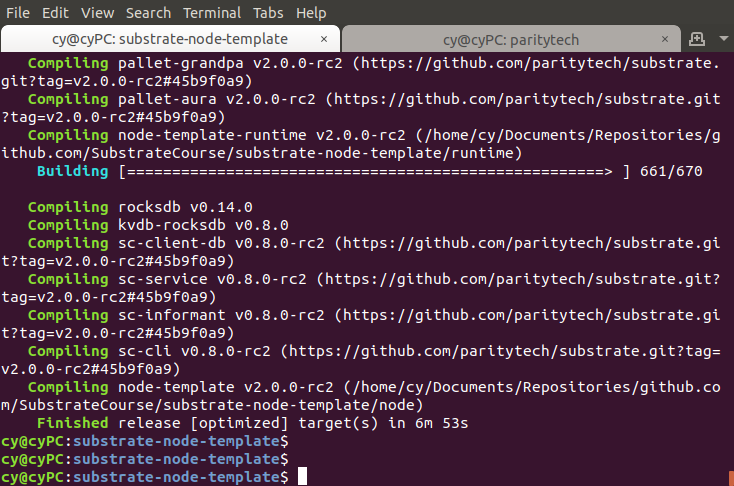 File Edit View Search Terminal Tabs Help
cy@cyPC: substrate-node-template × cy@cyPC: paritytech ×
Compiling pallet-grandpa v2.0.0-rc2 (https://github.com/paritytech/substrate.
git?tag=v2.0.0-rc2#45b9f0a9)
Compiling pallet-aura v2.0.0-rc2 (https://github.com/paritytech/substrate.git
?tag=v2.0.0-rc2#45b9f0a9)
Compiling node-template-runtime v2.0.0-rc2 (/home/cy/Documents/Repositories/g
ithub.com/SubstrateCourse/substrate-node-template/runtime)
Building [=====================================================> ] 661/670
Compiling rocksdb v0.14.0
Compiling kvdb-rocksdb v0.8.0
Compiling sc-client-db v0.8.0-rc2 (https://github.com/paritytech/substrate.gi
t?tag=v2.0.0-rc2#45b9f0a9)
Compiling sc-service v0.8.0-rc2 (https://github.com/paritytech/substrate.git?
tag=v2.0.0-rc2#45b9f0a9)
Compiling sc-informant v0.8.0-rc2 (https://github.com/paritytech/substrate.gi
t?tag=v2.0.0-rc2#45b9f0a9)
Compiling sc-cli v0.8.0-rc2 (https://github.com/paritytech/substrate.git?tag=
v2.0.0-rc2#45b9f0a9)
Compiling node-template v2.0.0-rc2 (/home/cy/Documents/Repositories/github.co
m/SubstrateCourse/substrate-node-template/node)
Finished release [optimized] target(s) in 6m 53s
cy@cyPC:substrate-node-template$
cy@cyPC:substrate-node-template$
cy@cyPC:substrate-node-template$